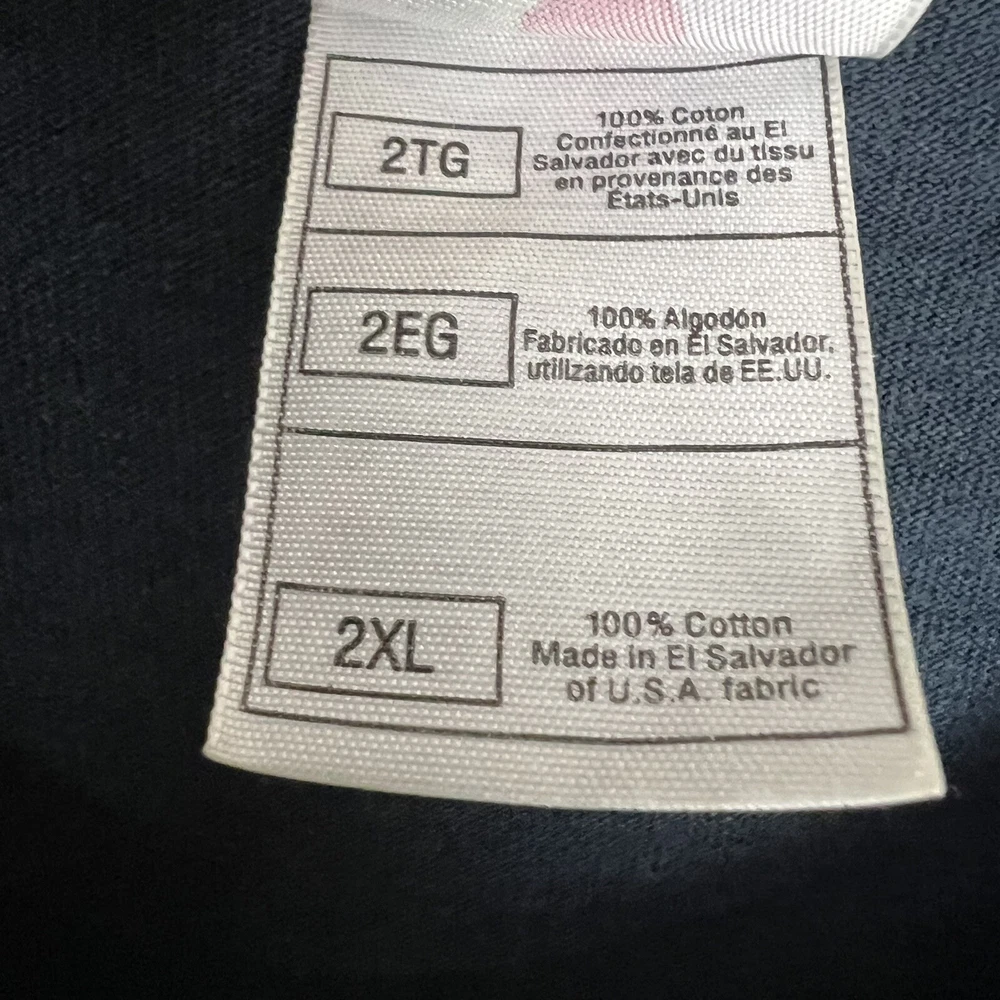 2TG
100% Coton
Confectionné au El
Salvador avec du tissu
en provenance des
États-Unis
2EG
100% Algodón
Fabricado en El Salvador.
utilizando tela de EE.UU.
2XL
100% Cotton
Made in El Salvador
of U.S.A. fabric